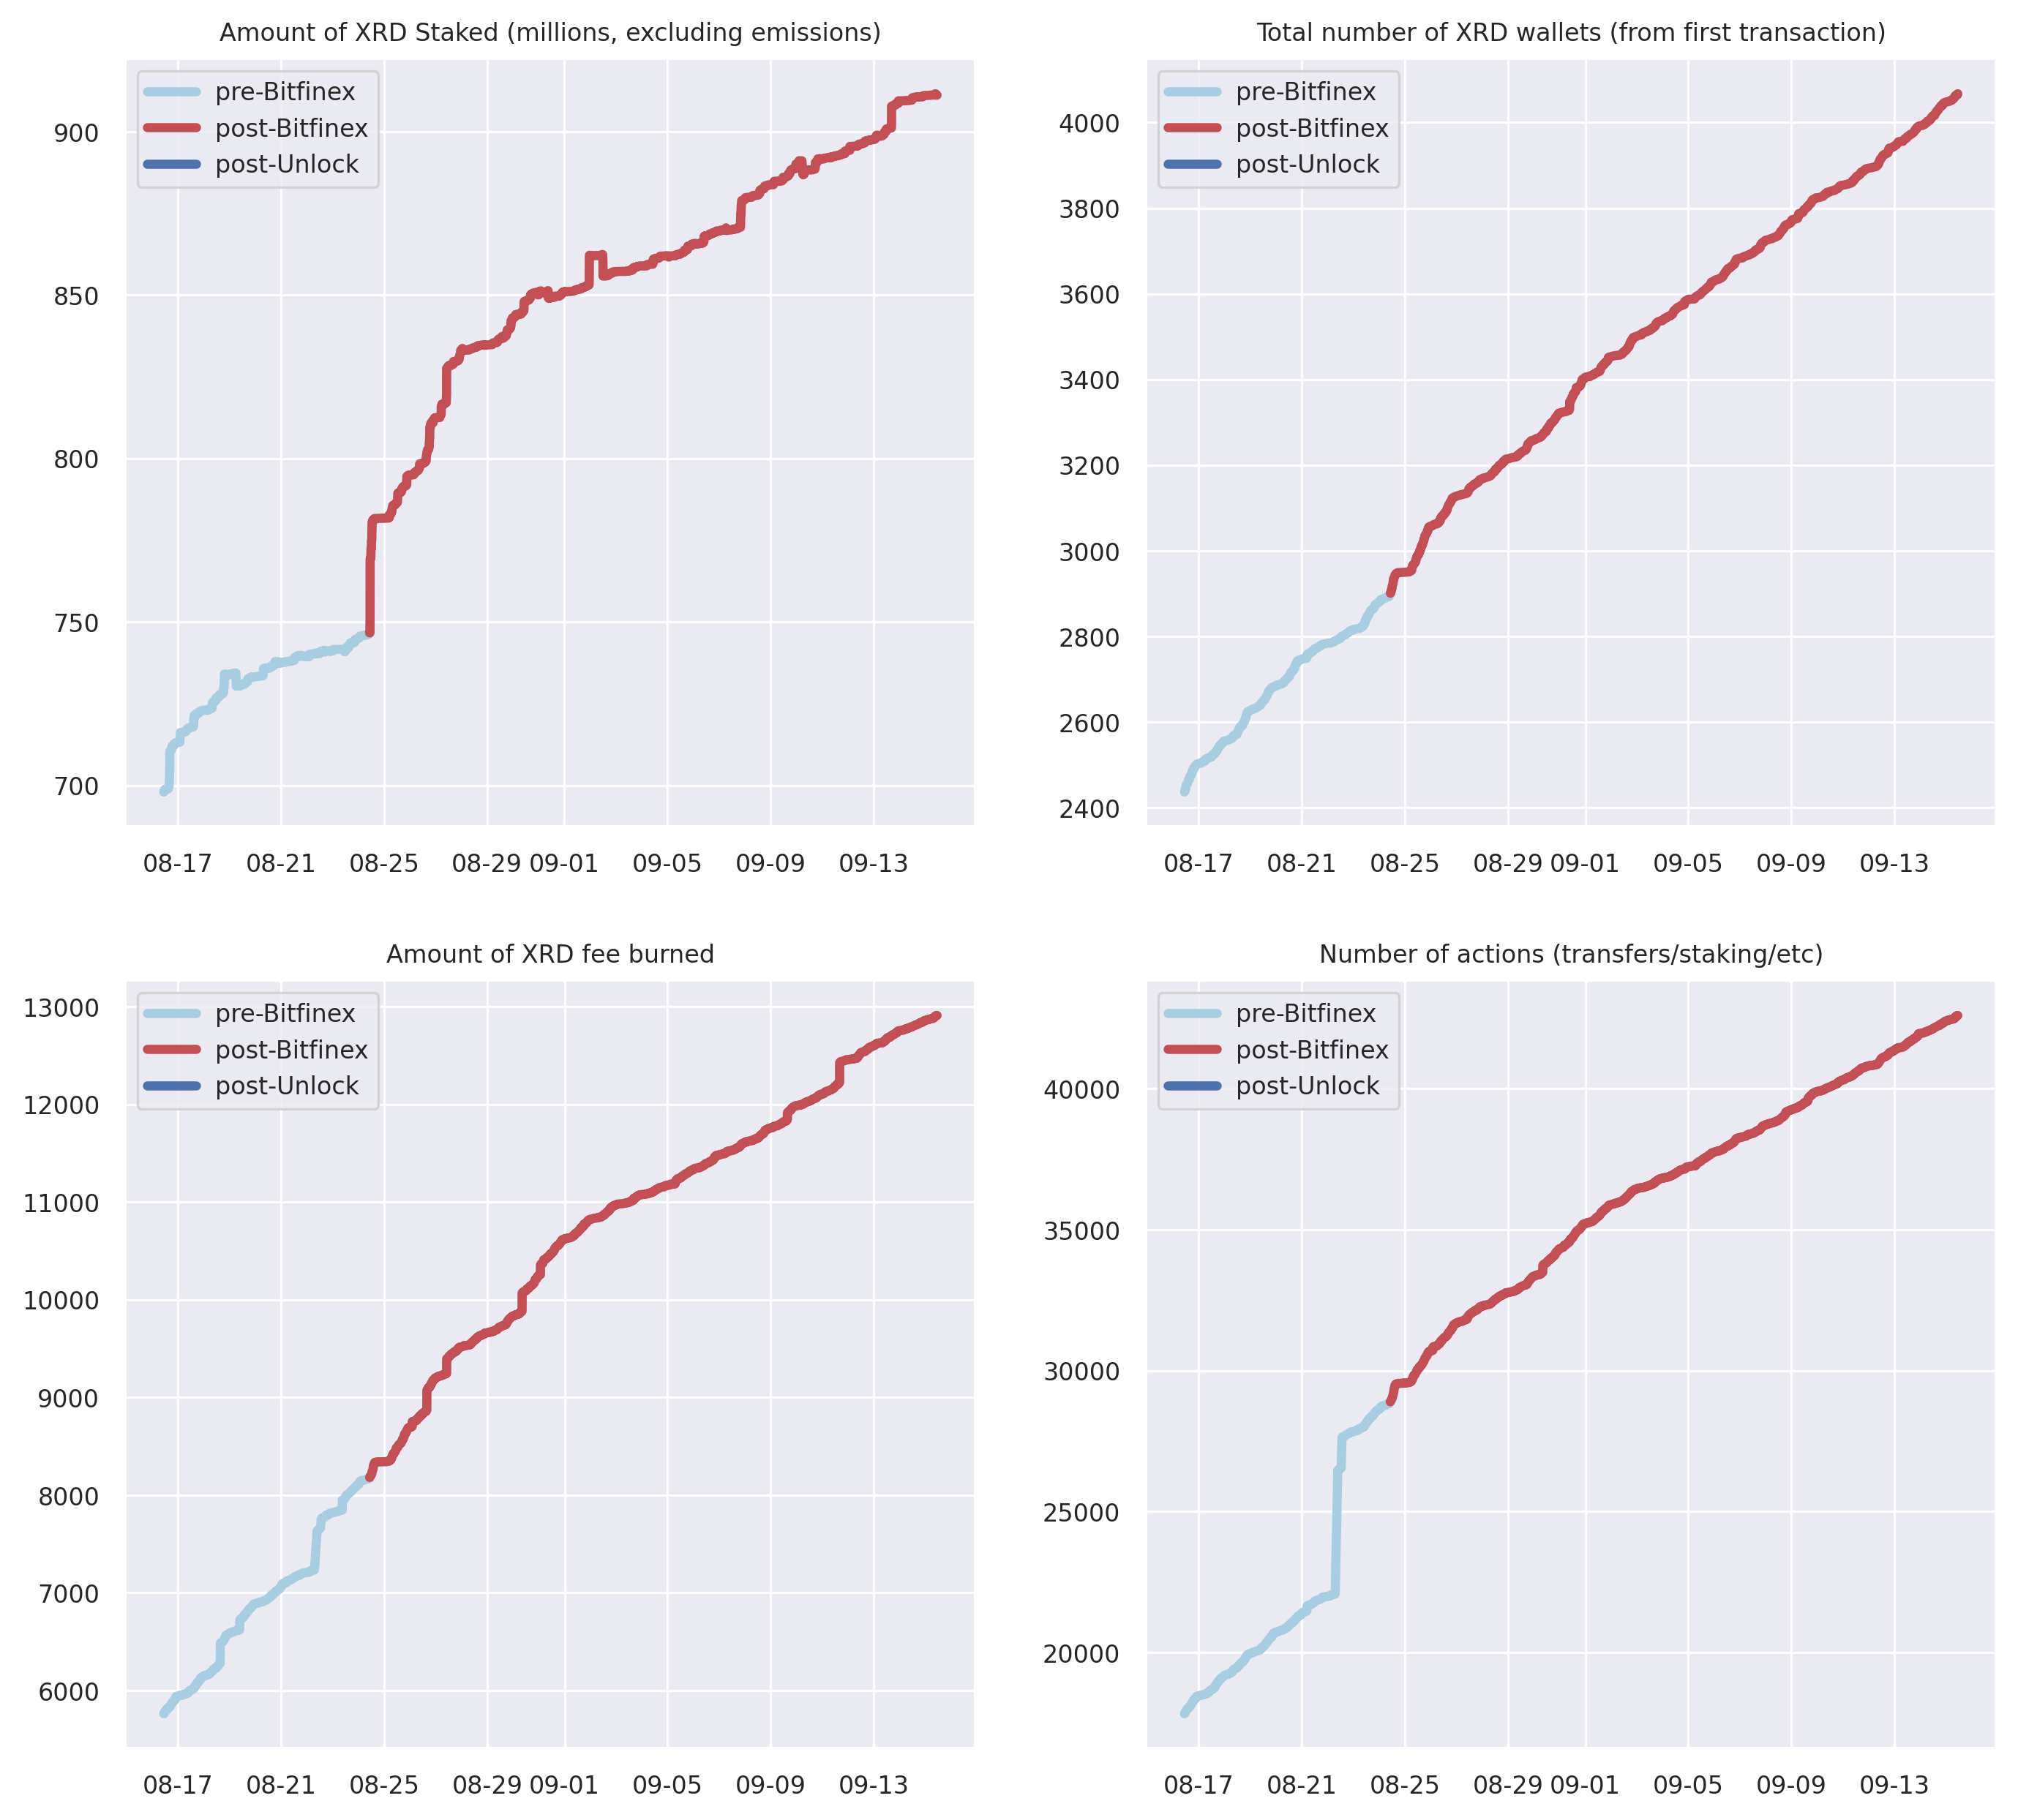 Amount of XRD Staked (millions, excluding emissions)
pre-Bitfinex
post-Bitfinex
post-Unlock
900
850
800
750
700
08-17 08-21 08-25 08-29 09-01 09-05 09-09 09-13
Total number of XRD wallets (from first transaction)
pre-Bitfinex
post-Bitfinex
post-Unlock
4000
3800
3600
3400
3200
3000
2800
2600
2400
08-17 08-21 08-25 08-29 09-01 09-05 09-09 09-13
Amount of XRD fee burned
pre-Bitfinex
post-Bitfinex
post-Unlock
13000
12000
11000
10000
9000
8000
7000
6000
08-17 08-21 08-25 08-29 09-01 09-05 09-09 09-13
Number of actions (transfers/staking/etc)
pre-Bitfinex
post-Bitfinex
post-Unlock
40000
35000
30000
25000
20000
08-17 08-21 08-25 08-29 09-01 09-05 09-09 09-13